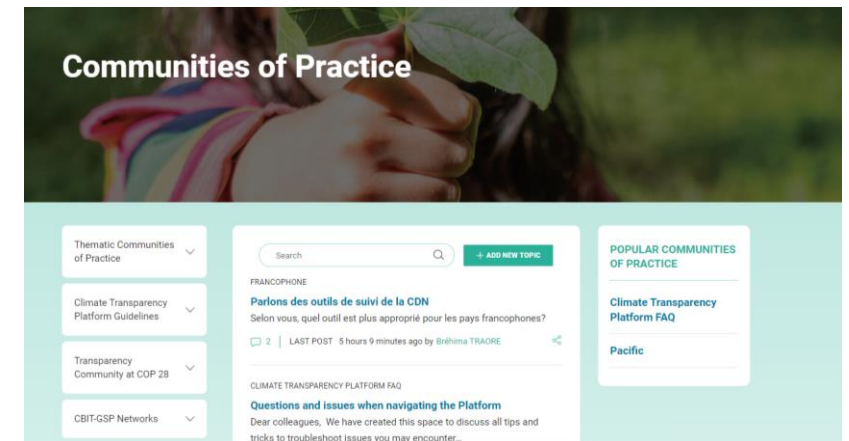 Communities of Practice
Thematic Communities
of Practice
Climate Transparency
Platform Guidelines
Transparency
Community at COP 28
CBIT-GSP Networks
Search
+ ADD NEW TOPIC
FRANCOPHONE
Parlons des outils de suivi de la CDN
Selon vous, quel outil est plus approprié pour les pays francophones?
2 | LAST POST 5 hours 9 minutes ago by Bréhima TRAORE
CLIMATE TRANSPARENCY PLATFORM FAQ
Questions and issues when navigating the Platform
Dear colleagues, We have created this space to discuss all tips and
tricks to troubleshoot issues you may encounter...
POPULAR COMMUNITIES
OF PRACTICE
Climate Transparency
Platform FAQ
Pacific